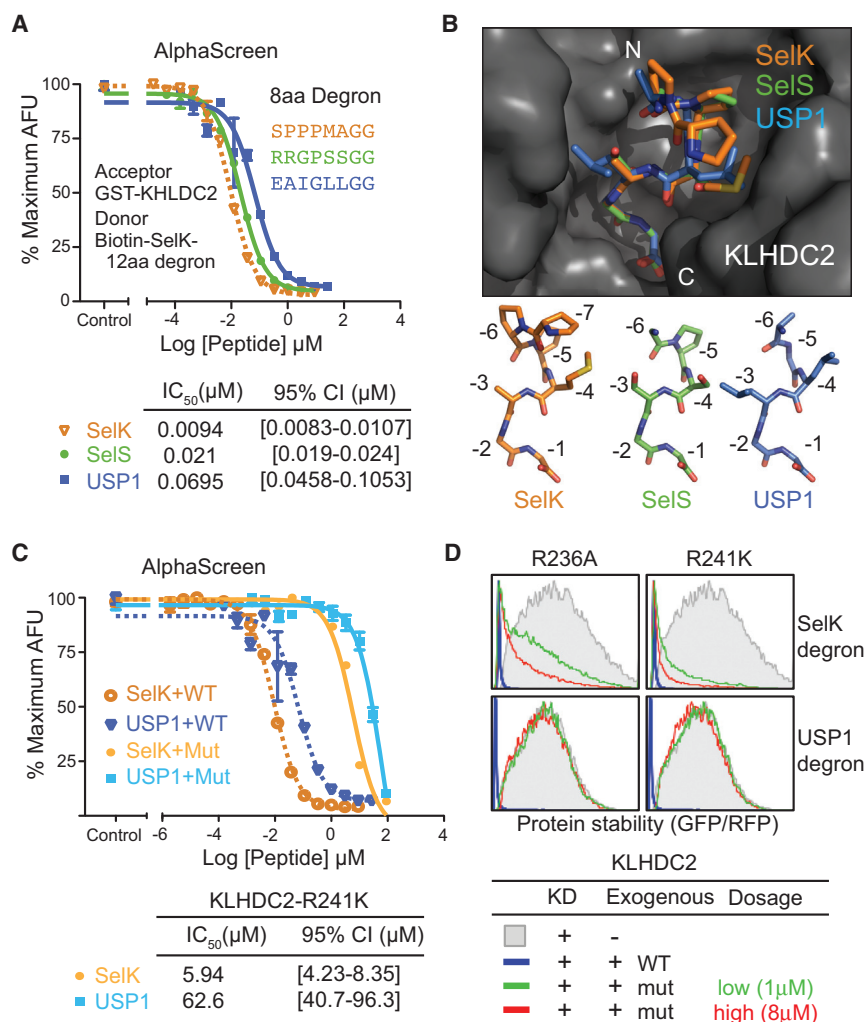 A
AlphaScreen
% Maximum AFU
100
75
50
25
0
8aa Degron
SPPPMAGG
RRGPSSGG
EAIGLLGG
Acceptor
GST-KHLDC2
Donor
Biotin-SelK-
12aa degron
Control
-4
-2
0
2
4
Log [Peptide] µM
IC50(µM) 95% CI (µM)
SelK 0.0094 [0.0083-0.0107]
SelS 0.021 [0.019-0.024]
USP1 0.0695 [0.0458-0.1053]
B
N
SelK
SelS
USP1
C
KLHDC2
-6 -7
-5
-3
-4
-2 -1
SelK
-6
-5
-3
-4
-2 -1
SelS
-6
-5
-3
-4
-2 -1
USP1
C
AlphaScreen
% Maximum AFU
100
75
50
25
SelK+WT
USP1+WT
SelK+Mut
USP1+Mut
Control
-6
-4
-2
0
2
4
Log [Peptide] µM
KLHDC2-R241K
IC50(µM) 95% CI (µM)
SelK 5.94 [4.23-8.35]
USP1 62.6 [40.7-96.3]
D
R236A R241K
SelK
degron
USP1
degron
Protein stability (GFP/RFP)
KLHDC2
KD Exogenous Dosage
+ -
+ + WT
+ + mut low (1µM)
+ + mut high (8µM)